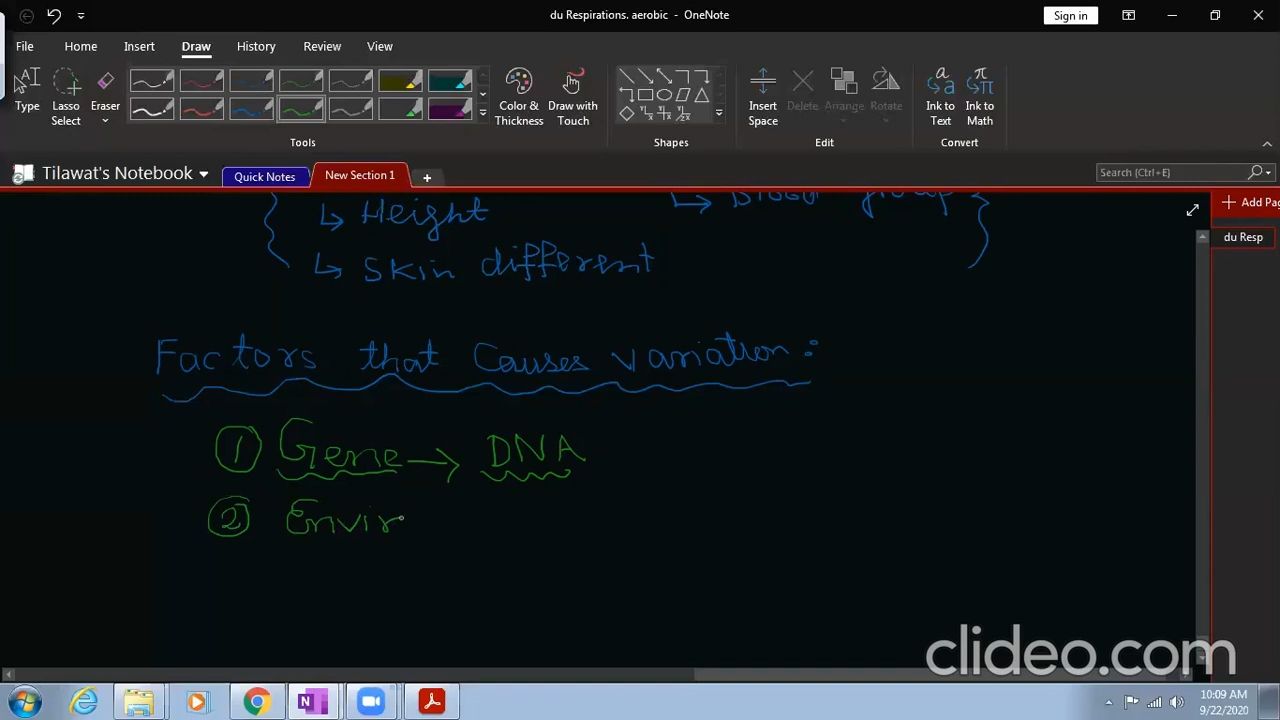 du Respirations. aerobic - OneNote
Sign in
File Home Insert Draw History Review View
Type
Lasso Select
Eraser
Color & Thickness
Draw with Touch
Insert Space
Delete
Arrange
Rotate
Ink to Text
Ink to Math
Tools Shapes Edit Convert
Tilawat's Notebook Quick Notes New Section 1 Search (Ctrl+E)
Add Pag
du Resp
↳ Height ↳ Blood group
↳ Skin different
Factors that Causes variation:
① Gene → DNA
② Envir
clideo.com
10:09 AM
9/22/2020